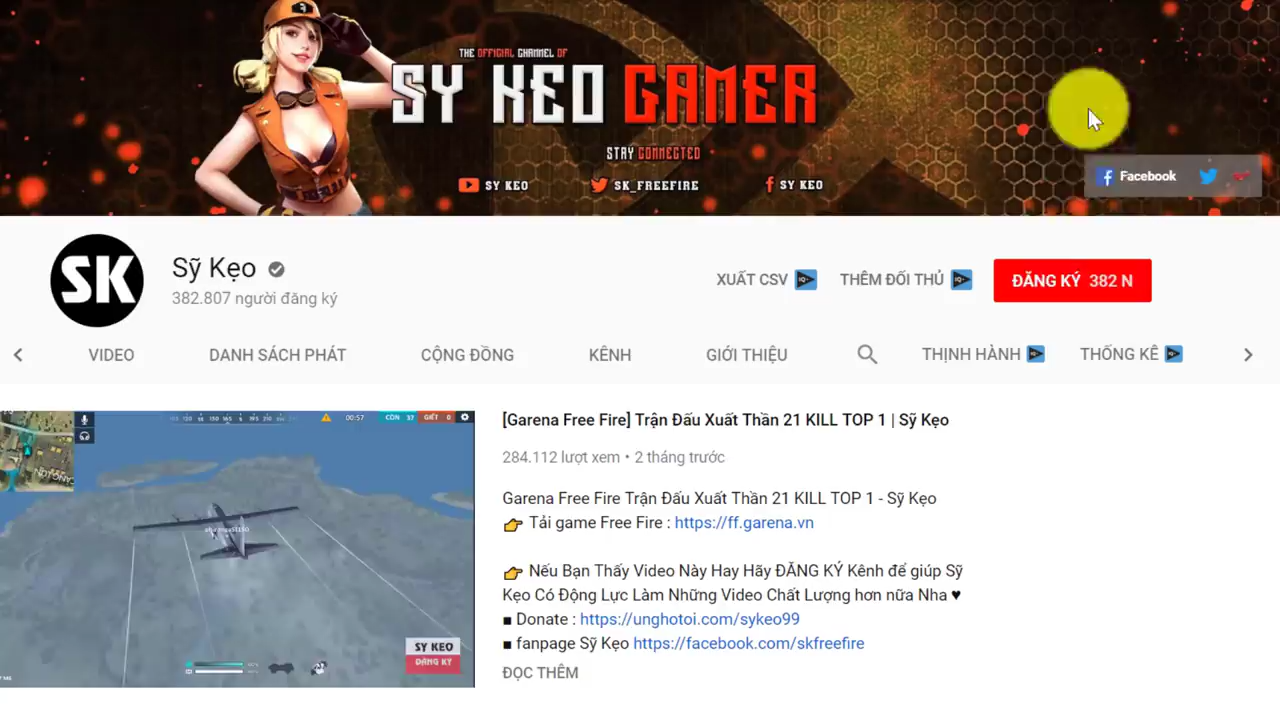 THE OFFICIAL CHANNEL OF
SY KEO GAMER
STAY CONNECTED
SY KEO
SK_FREEFIRE
SY KEO
Facebook
SK
Sỹ Kẹo
382.807 người đăng ký
XUẤT CSV
THÊM ĐỐI THỦ
ĐĂNG KÝ 382 N
VIDEO
DANH SÁCH PHÁT
CỘNG ĐỒNG
KÊNH
GIỚI THIỆU
THỊNH HÀNH
THỐNG KÊ
00:57
CÒN 37
GIẾT 0
SY KEO
ĐĂNG KÝ
[Garena Free Fire] Trận Đấu Xuất Thần 21 KILL TOP 1 | Sỹ Kẹo
284.112 lượt xem • 2 tháng trước
Garena Free Fire Trận Đấu Xuất Thần 21 KILL TOP 1 - Sỹ Kẹo
👉 Tải game Free Fire : https://ff.garena.vn
👉 Nếu Bạn Thấy Video Này Hay Hãy ĐĂNG KÝ Kênh để giúp Sỹ
Kẹo Có Động Lực Làm Những Video Chất Lượng hơn nữa Nha ♥
■ Donate : https://unghotoi.com/sykeo99
■ fanpage Sỹ Kẹo https://facebook.com/skfreefire
ĐỌC THÊM